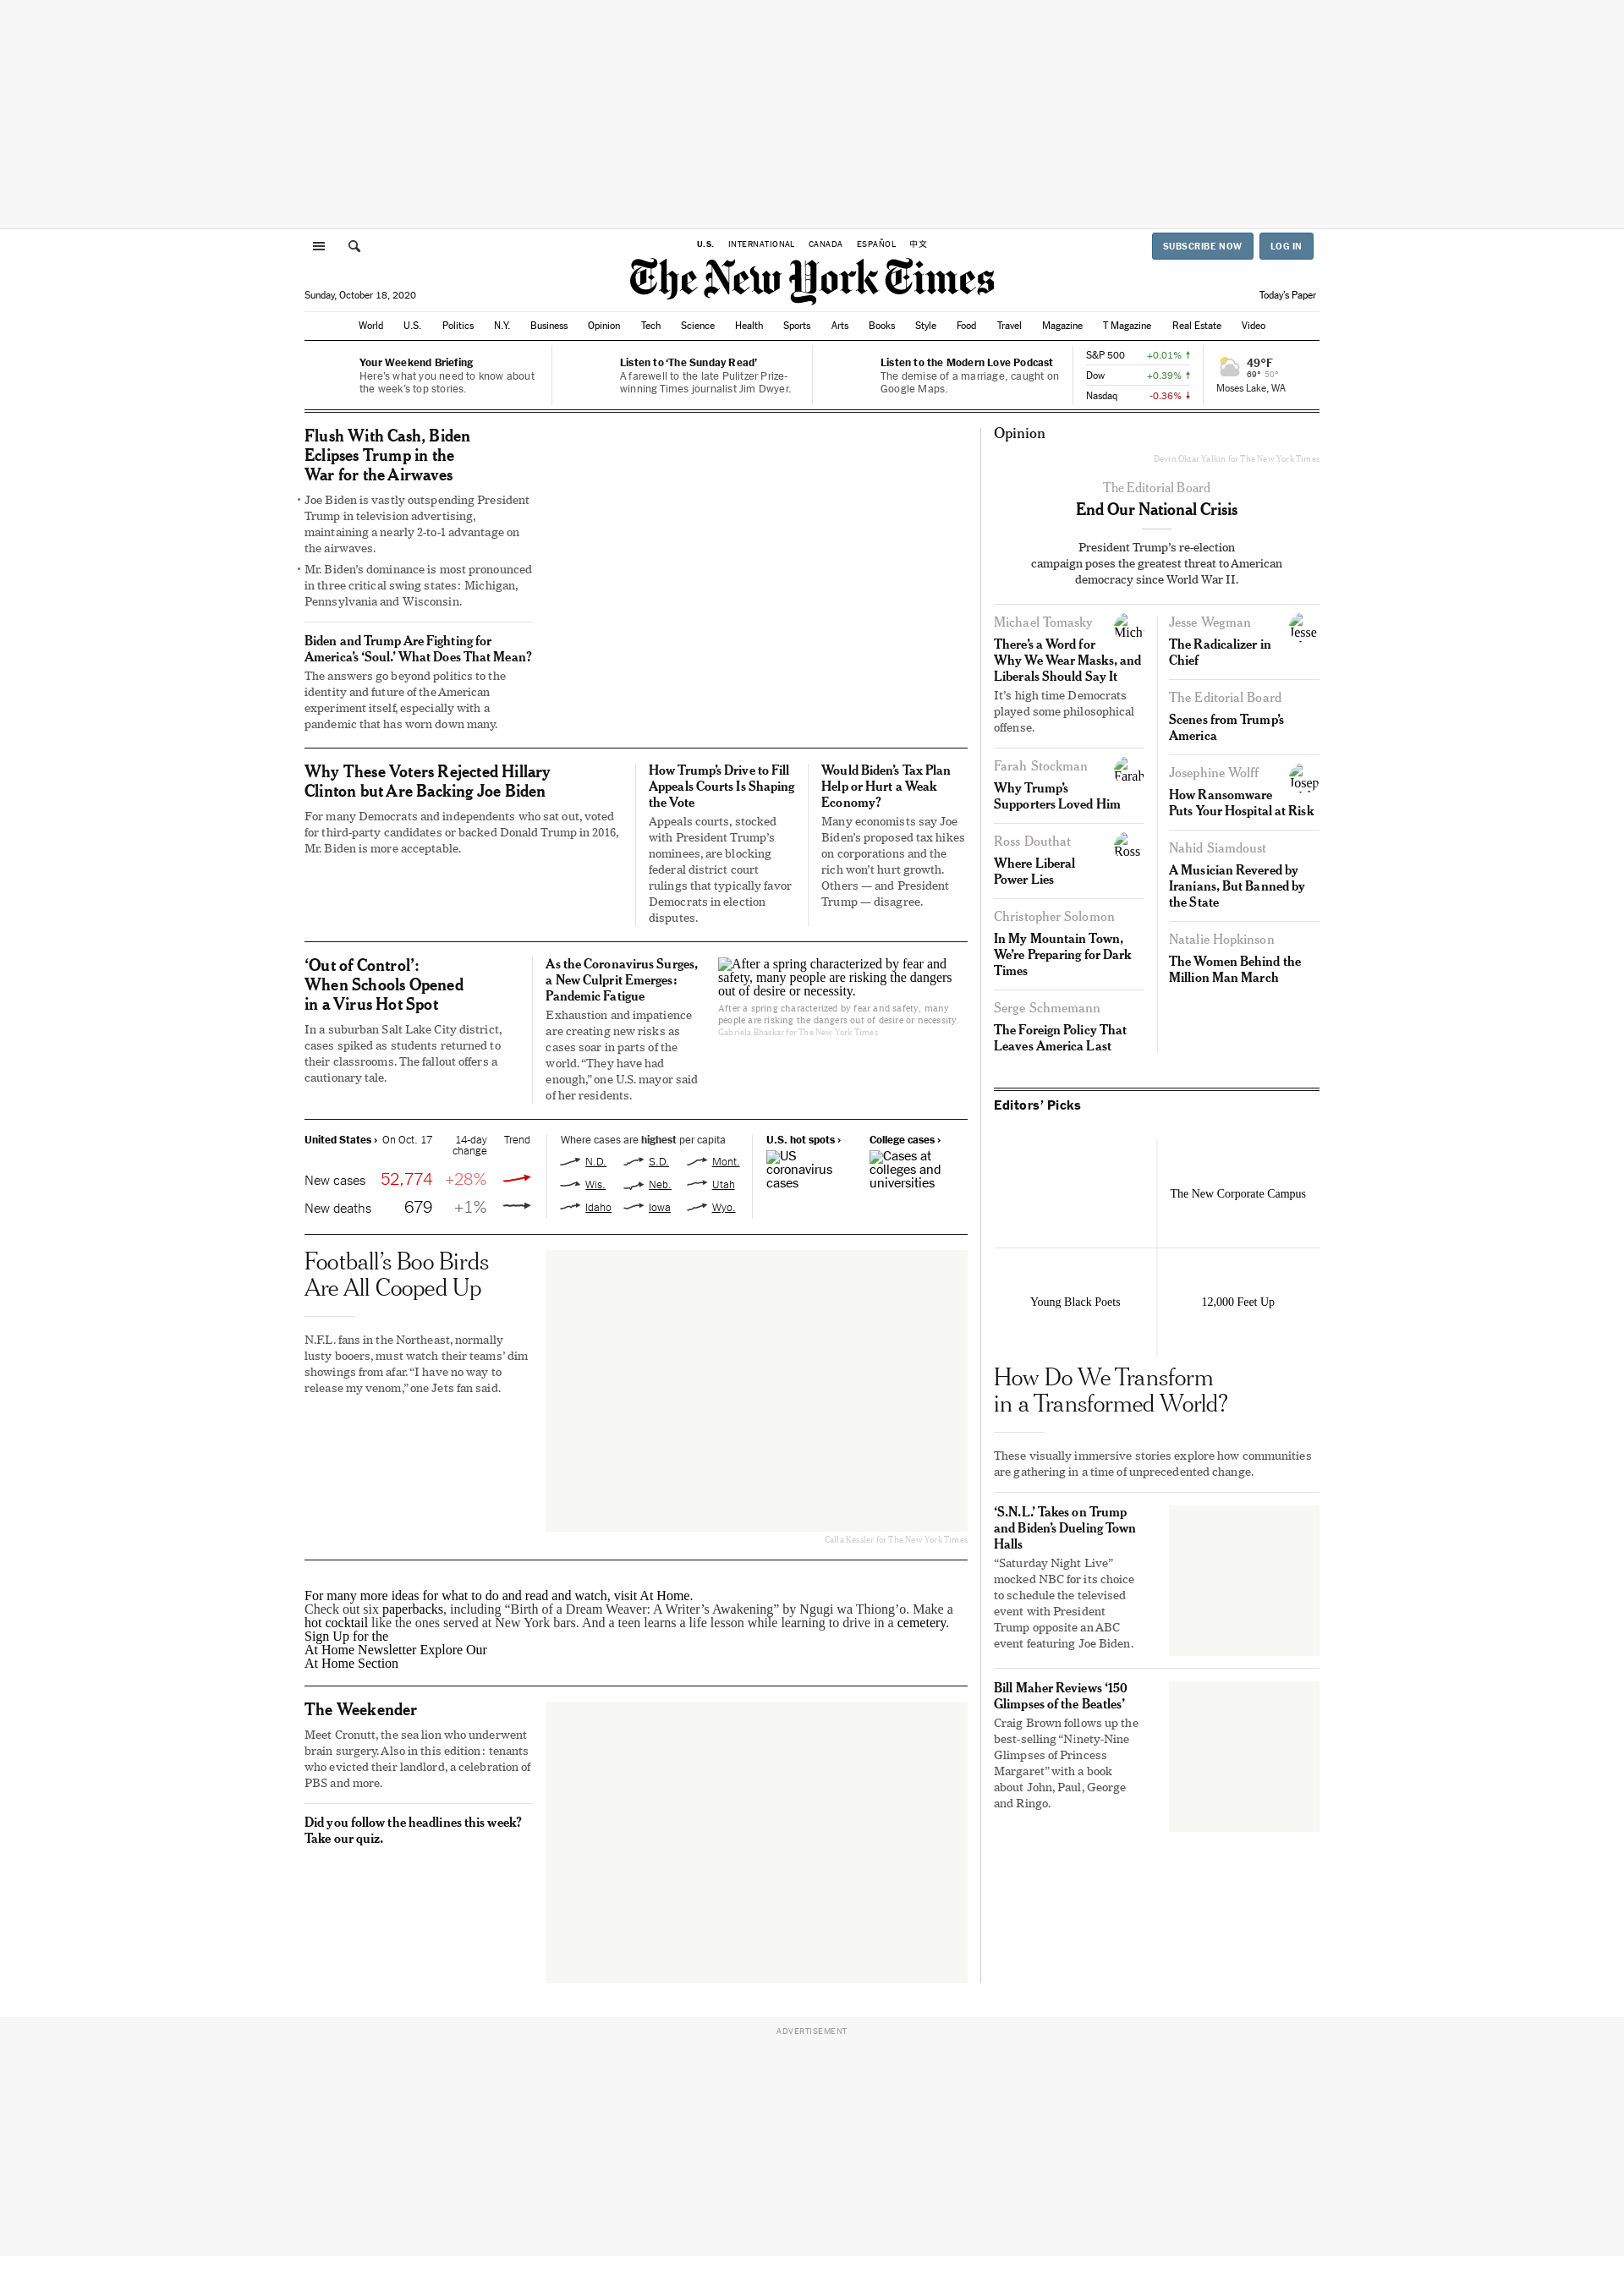 U.S. INTERNATIONAL CANADA ESPAÑOL 中文
SUBSCRIBE NOW LOG IN
The New York Times
Sunday, October 18, 2020
Today's Paper
World U.S. Politics N.Y. Business Opinion Tech Science Health Sports Arts Books Style Food Travel Magazine T Magazine Real Estate Video
Your Weekend Briefing
Here's what you need to know about
the week's top stories.
Listen to 'The Sunday Read'
A farewell to the late Pulitzer Prize-
winning Times journalist Jim Dwyer.
Listen to the Modern Love Podcast
The demise of a marriage, caught on
Google Maps.
S&P 500 +0.01%
Dow +0.39%
Nasdaq -0.36%
49°F
69° 50°
Moses Lake, WA
Flush With Cash, Biden
Eclipses Trump in the
War for the Airwaves
• Joe Biden is vastly outspending President
Trump in television advertising,
maintaining a nearly 2-to-1 advantage on
the airwaves.
• Mr. Biden's dominance is most pronounced
in three critical swing states: Michigan,
Pennsylvania and Wisconsin.
Biden and Trump Are Fighting for
America's 'Soul.' What Does That Mean?
The answers go beyond politics to the
identity and future of the American
experiment itself, especially with a
pandemic that has worn down many.
Why These Voters Rejected Hillary
Clinton but Are Backing Joe Biden
For many Democrats and independents who sat out, voted
for third-party candidates or backed Donald Trump in 2016,
Mr. Biden is more acceptable.
How Trump's Drive to Fill
Appeals Courts Is Shaping
the Vote
Appeals courts, stocked
with President Trump's
nominees, are blocking
federal district court
rulings that typically favor
Democrats in election
disputes.
Would Biden's Tax Plan
Help or Hurt a Weak
Economy?
Many economists say Joe
Biden's proposed tax hikes
on corporations and the
rich won't hurt growth.
Others — and President
Trump — disagree.
'Out of Control':
When Schools Opened
in a Virus Hot Spot
In a suburban Salt Lake City district,
cases spiked as students returned to
their classrooms. The fallout offers a
cautionary tale.
As the Coronavirus Surges,
a New Culprit Emerges:
Pandemic Fatigue
Exhaustion and impatience
are creating new risks as
cases soar in parts of the
world. "They have had
enough," one U.S. mayor said
of her residents.
After a spring characterized by fear and
safety, many people are risking the dangers
out of desire or necessity.
After a spring characterized by fear and safety, many
people are risking the dangers out of desire or necessity.
Gabriela Bhaskar for The New York Times
United States › On Oct. 17 14-day
change Trend
New cases 52,774 +28%
New deaths 679 +1%
Where cases are highest per capita
N.D. S.D. Mont.
Wis. Neb. Utah
Idaho Iowa Wyo.
U.S. hot spots ›
US
coronavirus
cases
College cases ›
Cases at
colleges and
universities
Football's Boo Birds
Are All Cooped Up
N.F.L. fans in the Northeast, normally
lusty booers, must watch their teams' dim
showings from afar. "I have no way to
release my venom," one Jets fan said.
Calla Kessler for The New York Times
For many more ideas for what to do and read and watch, visit At Home.
Check out six paperbacks, including "Birth of a Dream Weaver: A Writer's Awakening" by Ngugi wa Thiong'o. Make a
hot cocktail like the ones served at New York bars. And a teen learns a life lesson while learning to drive in a cemetery.
Sign Up for the
At Home Newsletter Explore Our
At Home Section
The Weekender
Meet Cronutt, the sea lion who underwent
brain surgery. Also in this edition: tenants
who evicted their landlord, a celebration of
PBS and more.
Did you follow the headlines this week?
Take our quiz.
Opinion
Devin Oktar Yalkin for The New York Times
The Editorial Board
End Our National Crisis
President Trump's re-election
campaign poses the greatest threat to American
democracy since World War II.
Michael Tomasky
Mich
There's a Word for
Why We Wear Masks, and
Liberals Should Say It
It's high time Democrats
played some philosophical
offense.
Farah Stockman
Farah
Why Trump's
Supporters Loved Him
Ross Douthat
Ross
Where Liberal
Power Lies
Christopher Solomon
In My Mountain Town,
We're Preparing for Dark
Times
Serge Schmemann
The Foreign Policy That
Leaves America Last
Jesse Wegman
Jesse
The Radicalizer in
Chief
The Editorial Board
Scenes from Trump's
America
Josephine Wolff
Josep
How Ransomware
Puts Your Hospital at Risk
Nahid Siamdoust
A Musician Revered by
Iranians, But Banned by
the State
Natalie Hopkinson
The Women Behind the
Million Man March
Editors' Picks
The New Corporate Campus
Young Black Poets
12,000 Feet Up
How Do We Transform
in a Transformed World?
These visually immersive stories explore how communities
are gathering in a time of unprecedented change.
'S.N.L.' Takes on Trump
and Biden's Dueling Town
Halls
"Saturday Night Live"
mocked NBC for its choice
to schedule the televised
event with President
Trump opposite an ABC
event featuring Joe Biden.
Bill Maher Reviews '150
Glimpses of the Beatles'
Craig Brown follows up the
best-selling "Ninety-Nine
Glimpses of Princess
Margaret" with a book
about John, Paul, George
and Ringo.
ADVERTISEMENT